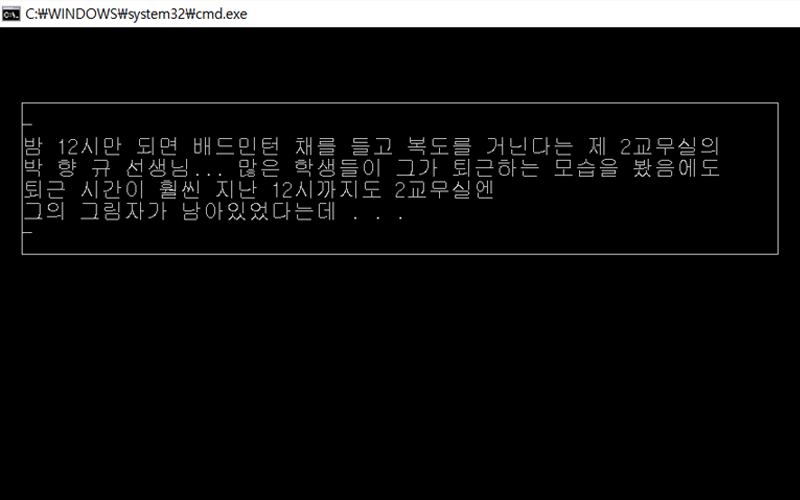 C:₩WINDOWS₩system32₩cmd.exe
밤 12시만 되면 배드민턴 채를 들고 복도를 거닌다는 제 2교무실의
박 향 규 선생님... 많은 학생들이 그가 퇴근하는 모습을 봤음에도
퇴근 시간이 훨씬 지난 12시까지도 2교무실엔
그의 그림자가 남아있었다는데 . . .